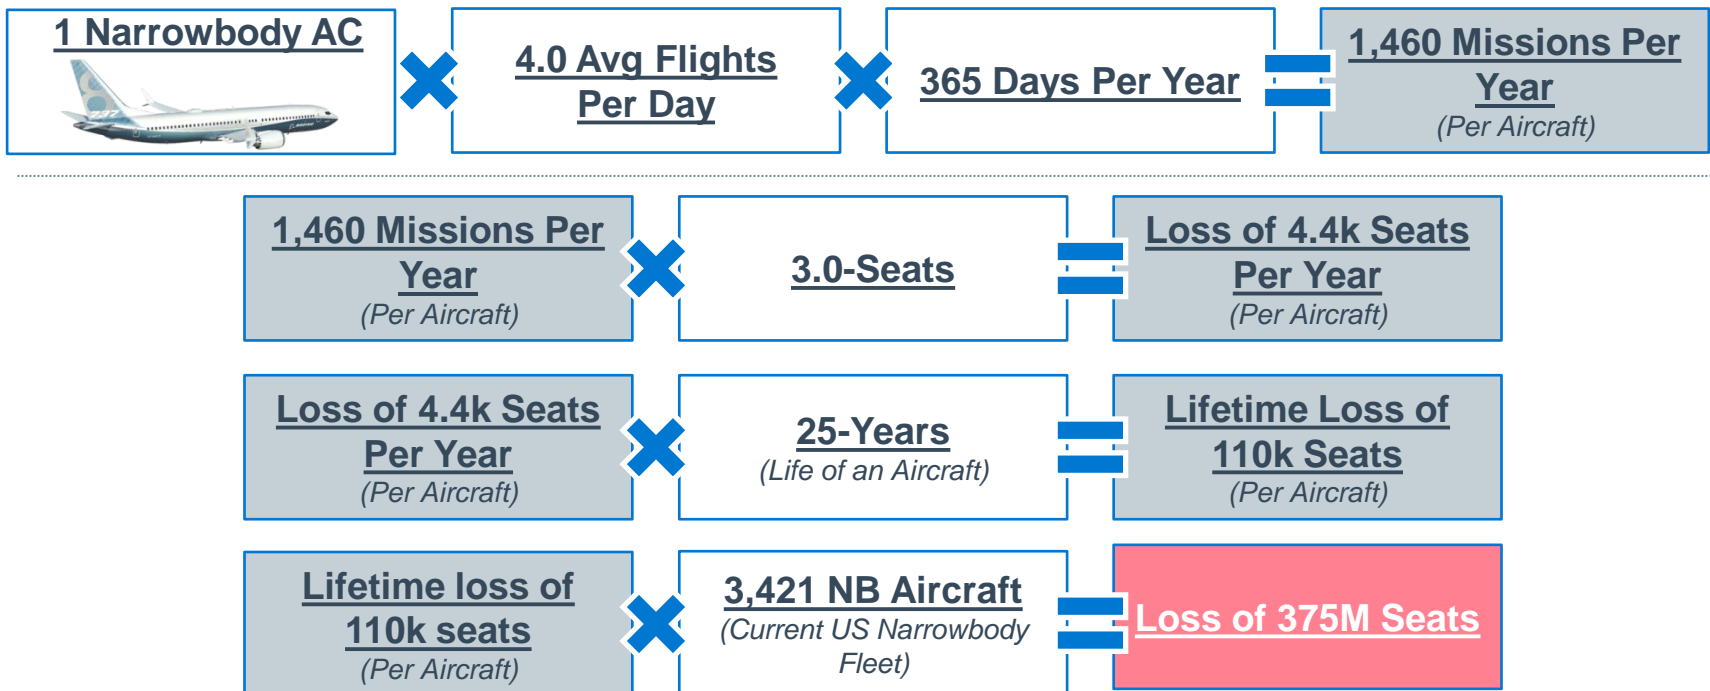 1 Narrowbody AC
737
4.0 Avg Flights
Per Day
365 Days Per Year
1,460 Missions Per
Year
(Per Aircraft)
1,460 Missions Per
Year
(Per Aircraft)
3.0-Seats
Loss of 4.4k Seats
Per Year
(Per Aircraft)
Loss of 4.4k Seats
Per Year
(Per Aircraft)
25-Years
(Life of an Aircraft)
Lifetime Loss of
110k Seats
(Per Aircraft)
Lifetime loss of
110k seats
(Per Aircraft)
3,421 NB Aircraft
(Current US Narrowbody
Fleet)
Loss of 375M Seats